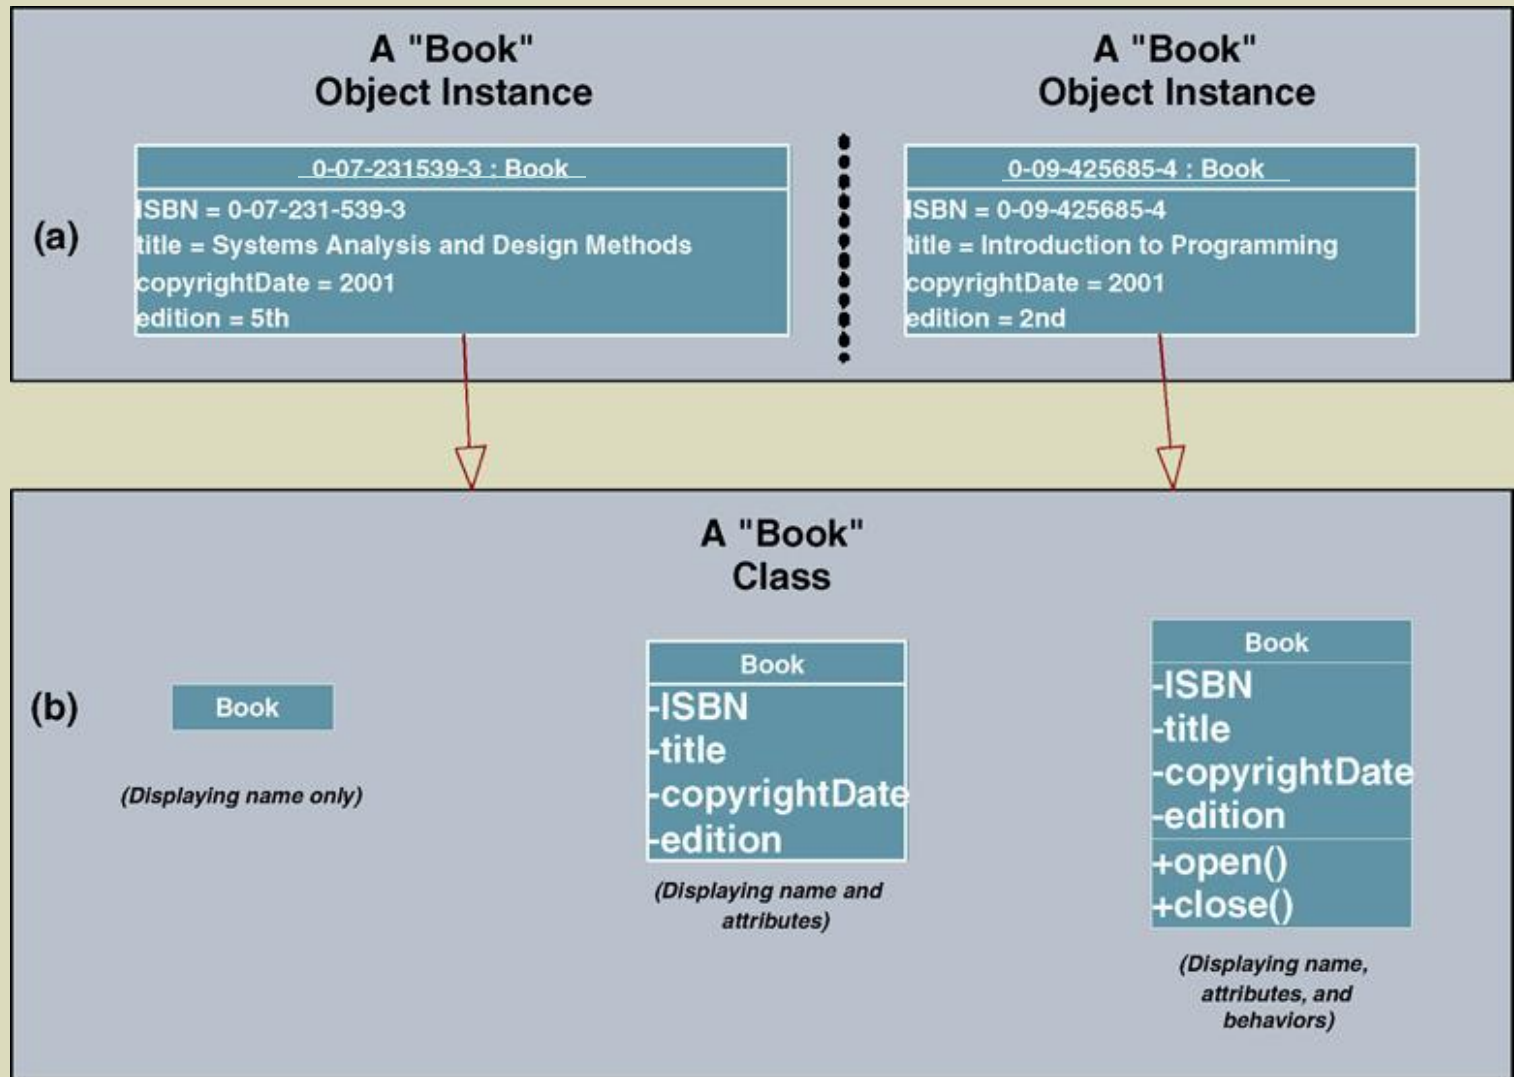 A "Book"
Object Instance
A "Book"
Object Instance
(a)
0-07-231539-3 : Book
ISBN = 0-07-231-539-3
title = Systems Analysis and Design Methods
copyrightDate = 2001
edition = 5th
0-09-425685-4 : Book
ISBN = 0-09-425685-4
title = Introduction to Programming
copyrightDate = 2001
edition = 2nd
A "Book"
Class
(b)
Book
(Displaying name only)
Book
-ISBN
-title
-copyrightDate
-edition
(Displaying name and
attributes)
Book
-ISBN
-title
-copyrightDate
-edition
+open()
+close()
(Displaying name,
attributes, and
behaviors)